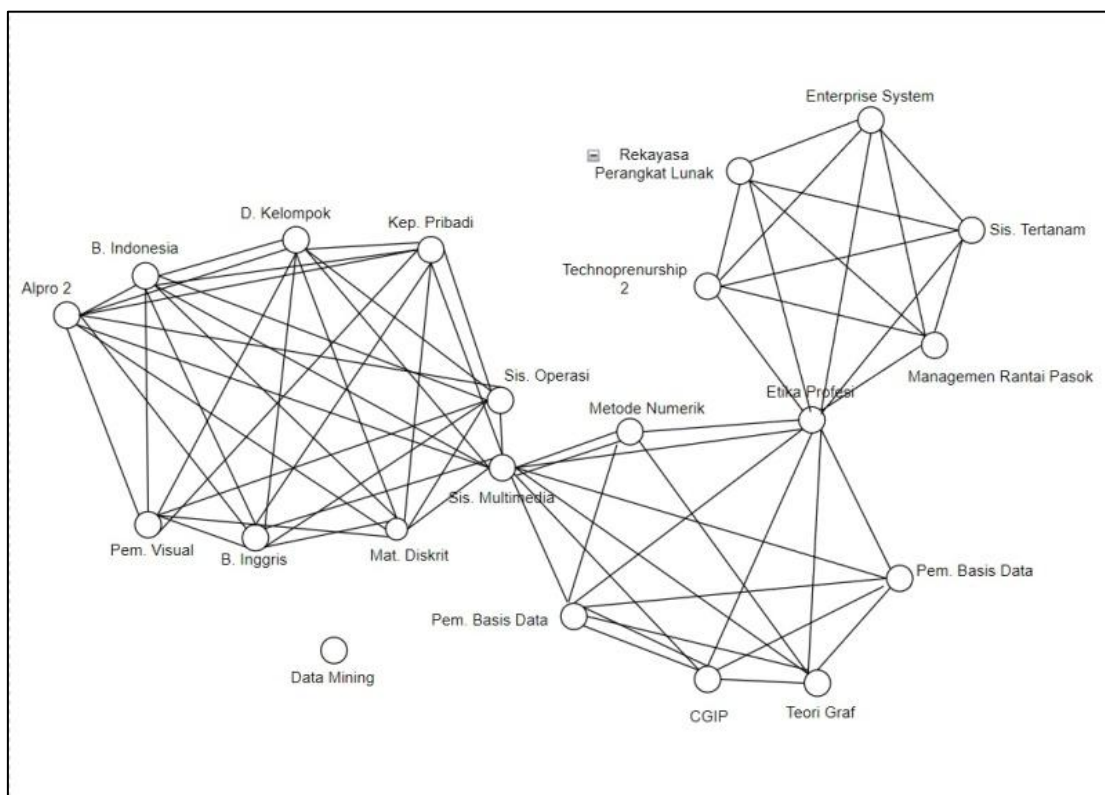 Enterprise System
Rekayasa
Perangkat Lunak
D. Kelompok
Kep. Pribadi
B. Indonesia
Sis. Tertanam
Alpro 2
Technoprenurship
2
Sis. Operasi
Managemen Rantai Pasok
Etika Profesi
Metode Numerik
Sis. Multimedia
Pem. Visual
B. Inggris
Mat. Diskrit
Pem. Basis Data
Pem. Basis Data
Data Mining
CGIP
Teori Graf